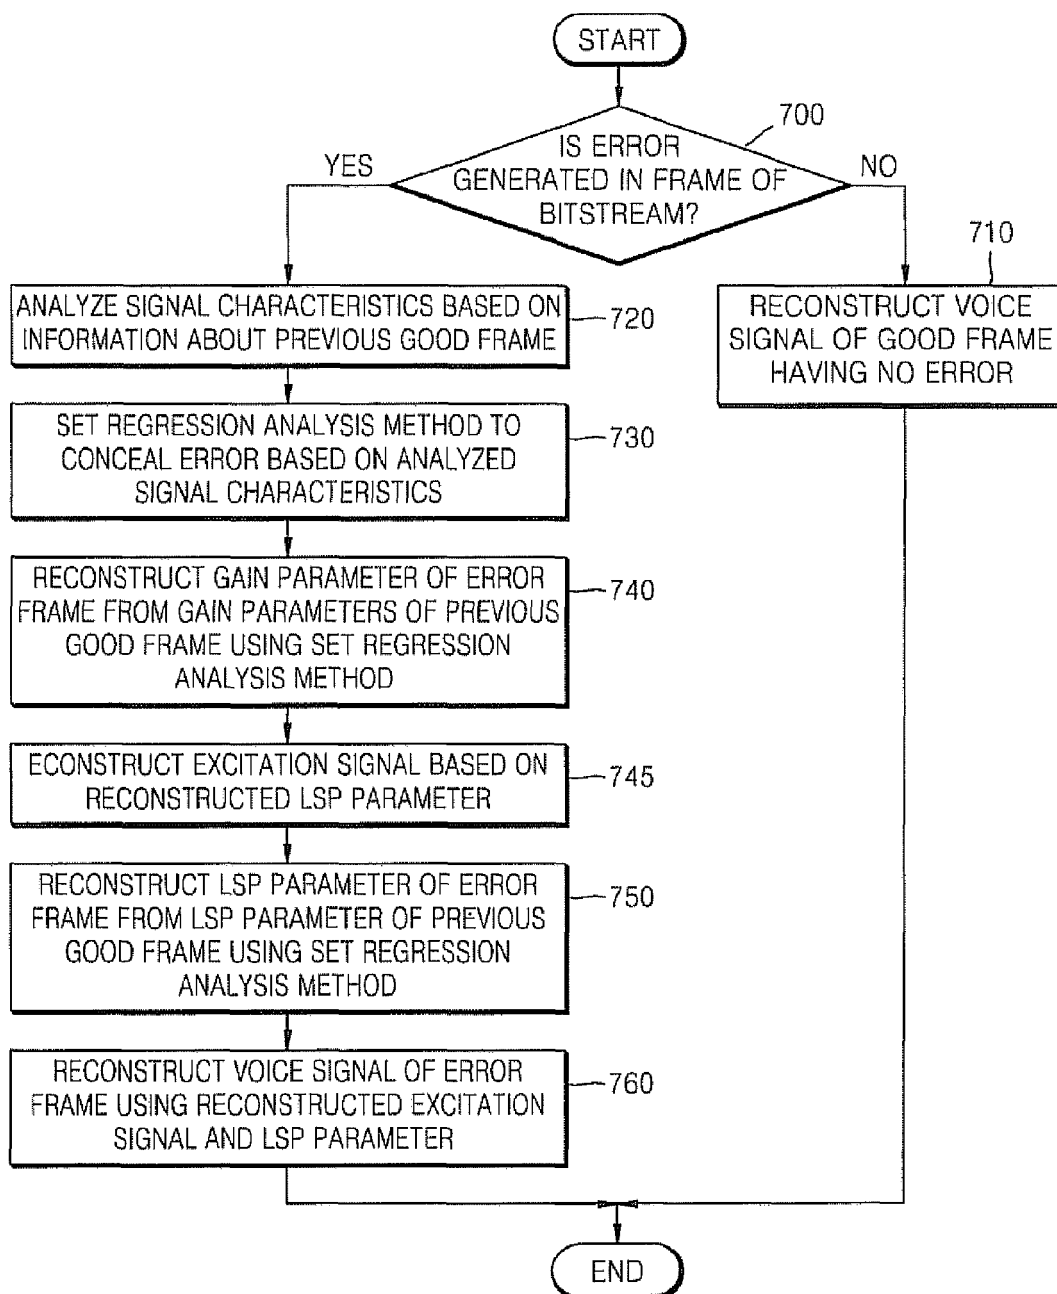 START
700
IS ERROR
GENERATED IN FRAME OF
BITSTREAM?
YES
NO
710
RECONSTRUCT VOICE
SIGNAL OF GOOD FRAME
HAVING NO ERROR
ANALYZE SIGNAL CHARACTERISTICS BASED ON
INFORMATION ABOUT PREVIOUS GOOD FRAME
720
SET REGRESSION ANALYSIS METHOD TO
CONCEAL ERROR BASED ON ANALYZED
SIGNAL CHARACTERISTICS
730
RECONSTRUCT GAIN PARAMETER OF ERROR
FRAME FROM GAIN PARAMETERS OF PREVIOUS
GOOD FRAME USING SET REGRESSION
ANALYSIS METHOD
740
ECONSTRUCT EXCITATION SIGNAL BASED ON
RECONSTRUCTED LSP PARAMETER
745
RECONSTRUCT LSP PARAMETER OF ERROR
FRAME FROM LSP PARAMETER OF PREVIOUS
GOOD FRAME USING SET REGRESSION
ANALYSIS METHOD
750
RECONSTRUCT VOICE SIGNAL OF ERROR
FRAME USING RECONSTRUCTED EXCITATION
SIGNAL AND LSP PARAMETER
760
END